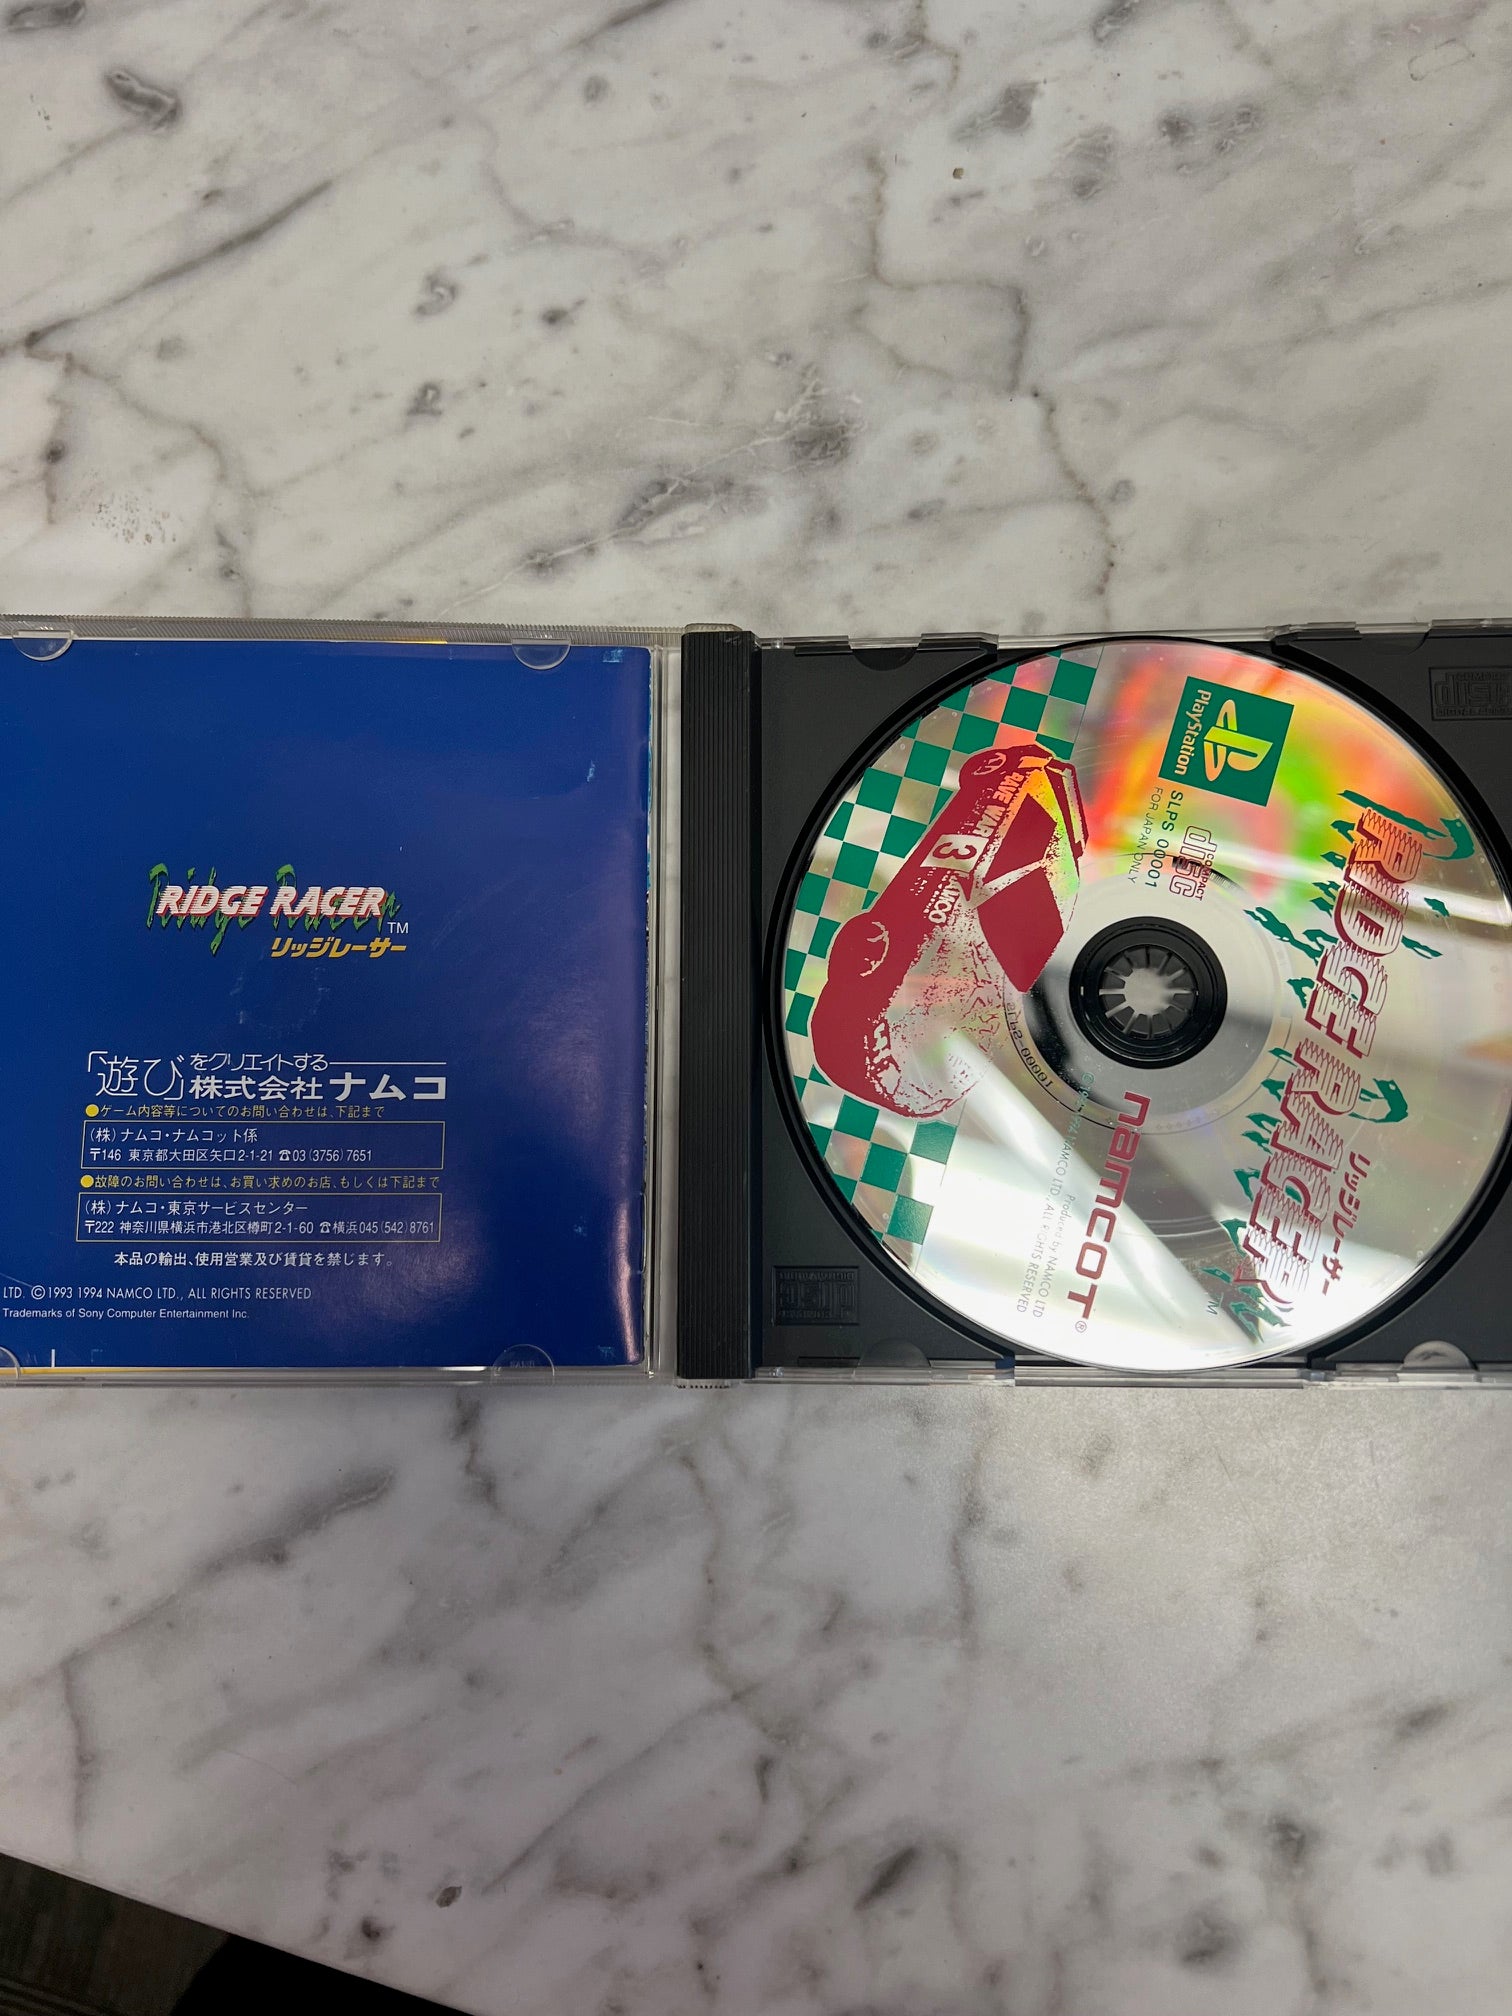 RIDGE RACER TM
リッジレーサー
「遊び」をクリエイトする
株式会社ナムコ
●ゲーム内容等についてのお問い合わせは、下記まで
(株)ナムコ・ナムコット係
〒146 東京都大田区矢口2-1-21 ☎03(3756)7651
●故障のお問い合わせは、お買い求めのお店、もしくは下記まで
(株)ナムコ・東京サービスセンター
〒222 神奈川県横浜市港北区樽町2-1-60 ☎横浜045(542)8761
本品の輸出、使用営業及び賃貸を禁じます。
LTD. ©1993 1994 NAMCO LTD., ALL RIGHTS RESERVED
Trademarks of Sony Computer Entertainment Inc.
PlayStation
SLPS 00001
FOR JAPAN ONLY
COMPACT
disc
RIDGE RACER
リッジレーサー
TM
RAVE WAR
3
namcot®
Produced by NAMCO LTD
NAMCO LTD., ALL RIGHTS RESERVED
SLPS-00001